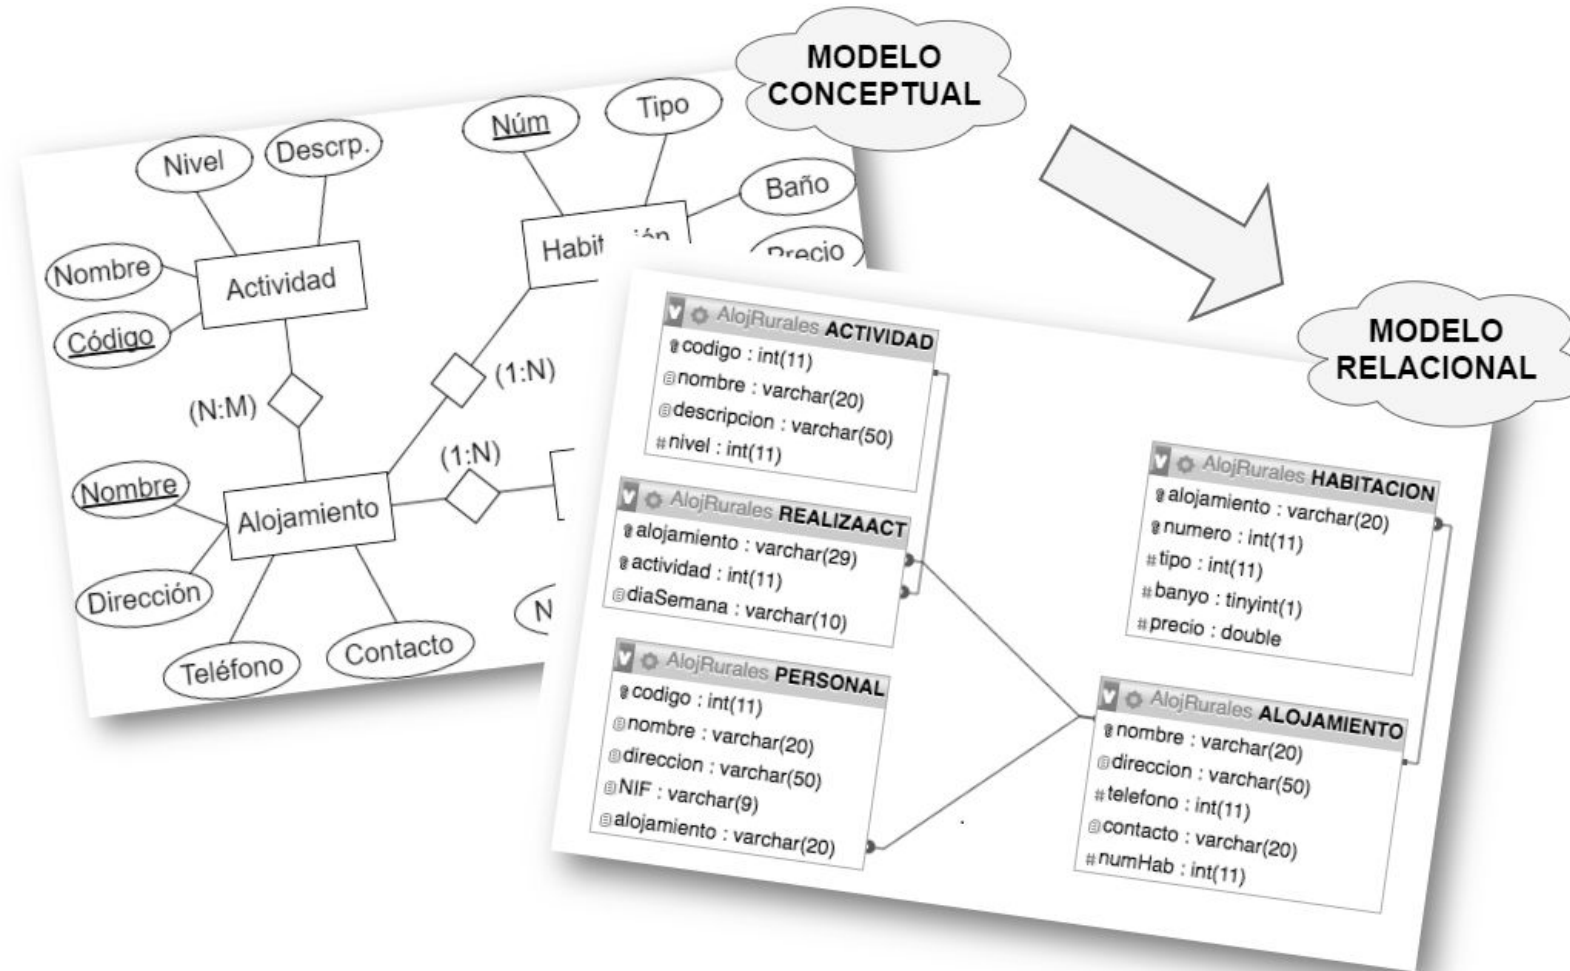 MODELO
CONCEPTUAL
Núm
Tipo
Nivel
Descrp.
Baño
Nombre
Actividad
Precio
Código
(N:M)
(1:N)
(1:N)
Nombre
Alojamiento
Dirección
Teléfono
Contacto
N
MODELO
RELACIONAL
AlojRurales ACTIVIDAD
codigo : int(11)
nombre : varchar(20)
descripcion : varchar(50)
#nivel : int(11)
AlojRurales REALIZAACT
alojamiento : varchar(29)
actividad : int(11)
diaSemana : varchar(10)
AlojRurales PERSONAL
codigo : int(11)
nombre : varchar(20)
direccion : varchar(50)
NIF : varchar(9)
alojamiento : varchar(20)
AlojRurales HABITACION
alojamiento : varchar(20)
numero : int(11)
#tipo : int(11)
#banyo : tinyint(1)
#precio : double
AlojRurales ALOJAMIENTO
nombre : varchar(20)
direccion : varchar(50)
#telefono : int(11)
contacto : varchar(20)
#numHab : int(11)